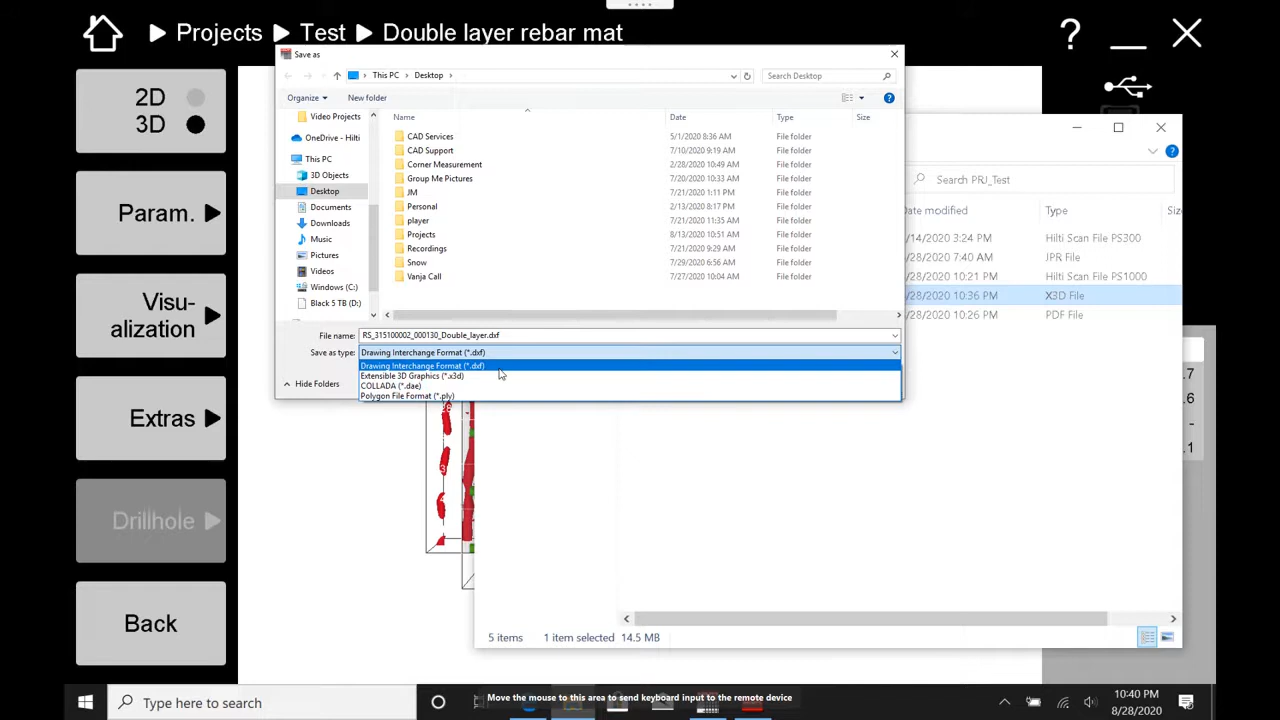 Projects Test Double layer rebar mat ?
2D
3D
Param.
Visu-
alization
Extras
Drillhole
Back
Save as
This PC Desktop
Search Desktop
Organize New folder
Video Projects
OneDrive - Hilti
This PC
3D Objects
Desktop
Documents
Downloads
Music
Pictures
Videos
Windows (C:)
Black 5 TB (D:)
Name Date Type Size
CAD Services 5/1/2020 8:36 AM File folder
CAD Support 7/10/2020 9:19 AM File folder
Corner Measurement 2/28/2020 10:49 AM File folder
Group Me Pictures 7/20/2020 10:33 AM File folder
JM 7/21/2020 1:11 PM File folder
Personal 2/13/2020 8:17 PM File folder
player 7/21/2020 11:35 AM File folder
Projects 8/13/2020 10:51 AM File folder
Recordings 7/21/2020 9:29 AM File folder
Snow 7/29/2020 6:56 AM File folder
Vanja Call 7/27/2020 10:04 AM File folder
File name: RS_315100002_000130_Double_layer.dxf
Save as type: Drawing Interchange Format (*.dxf)
Drawing Interchange Format (*.dxf)
Extensible 3D Graphics (*.x3d)
COLLADA (*.dae)
Polygon File Format (*.ply)
Hide Folders
Search PRJ_Test
Date modified Type Siz
/14/2020 3:24 PM Hilti Scan File PS300
/28/2020 7:40 AM JPR File
/28/2020 10:21 PM Hilti Scan File PS1000
/28/2020 10:36 PM X3D File
/28/2020 10:26 PM PDF File
.7
.6
-
.1
5 items 1 item selected 14.5 MB
Type here to search
Move the mouse to this area to send keyboard input to the remote device
10:40 PM
8/28/2020